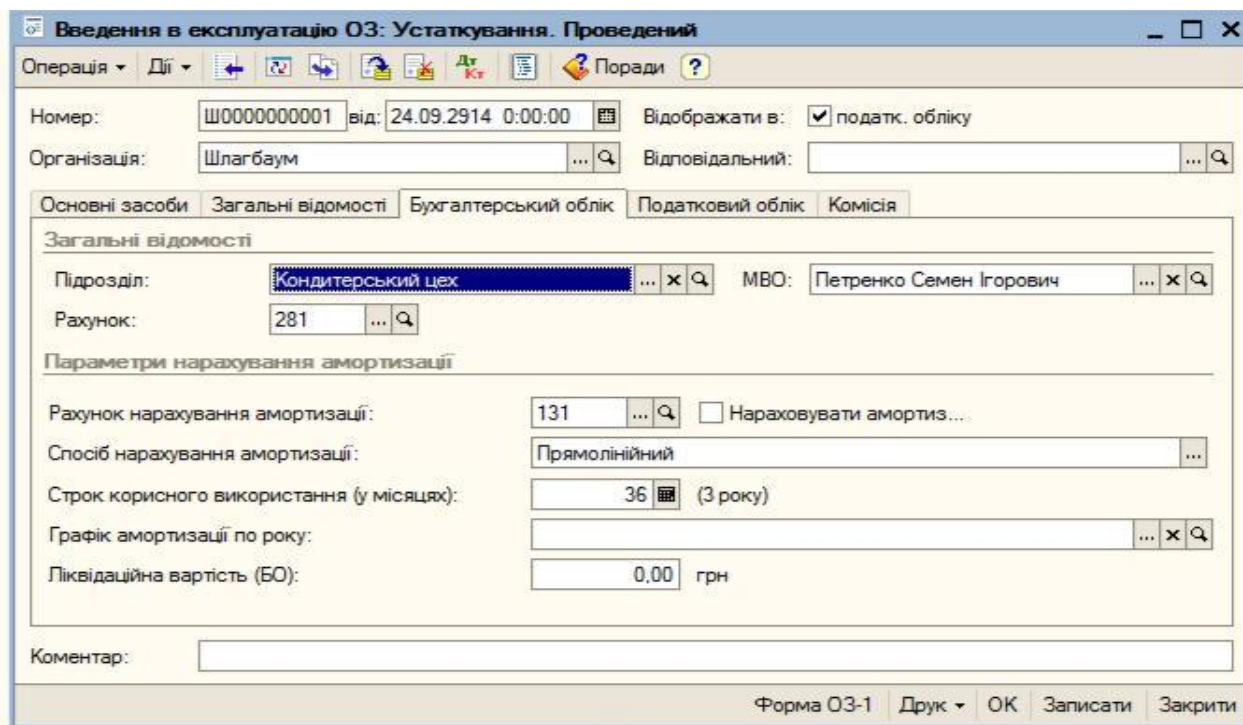 Введення в експлуатацію ОЗ: Устаткування. Проведений
Операція Дії Дт Кт Поради ?
Номер: Ш0000000001 від: 24.09.2914 0:00:00 Відображати в: податк. обліку
Організація: Шлагбаум ... Відповідальний: ...
Основні засоби Загальні відомості Бухгалтерський облік Податковий облік Комісія
Загальні відомості
Підрозділ: Кондитерський цех ... МВО: Петренко Семен Ігорович ...
Рахунок: 281 ...
Параметри нарахування амортизації
Рахунок нарахування амортизації: 131 ... Нараховувати амортиз...
Спосіб нарахування амортизації: Прямолінійний ...
Строк корисного використання (у місяцях): 36 (3 року)
Графік амортизації по року: ...
Ліквідаційна вартість (БО): 0,00 грн
Коментар:
Форма ОЗ-1 Друк OK Записати Закрити